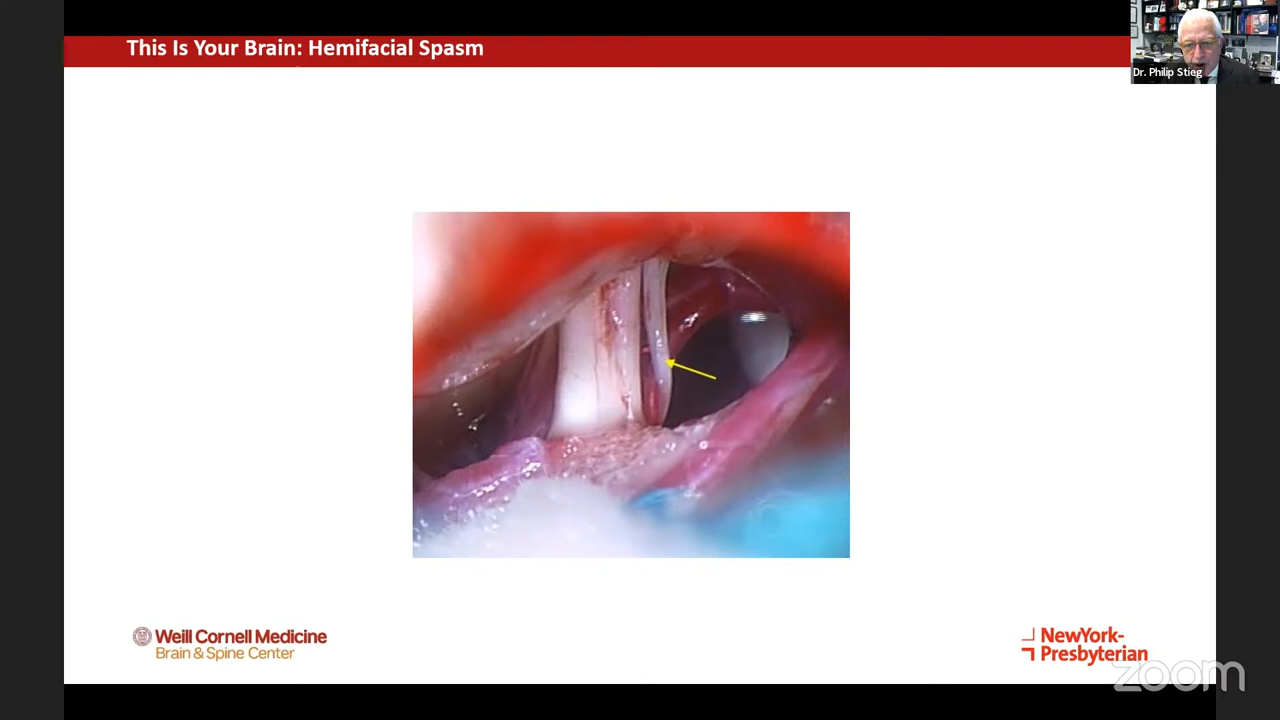 This Is Your Brain: Hemifacial Spasm
Dr. Philip Stieg
Weill Cornell Medicine
Brain & Spine Center
NewYork-
Presbyterian
zoom